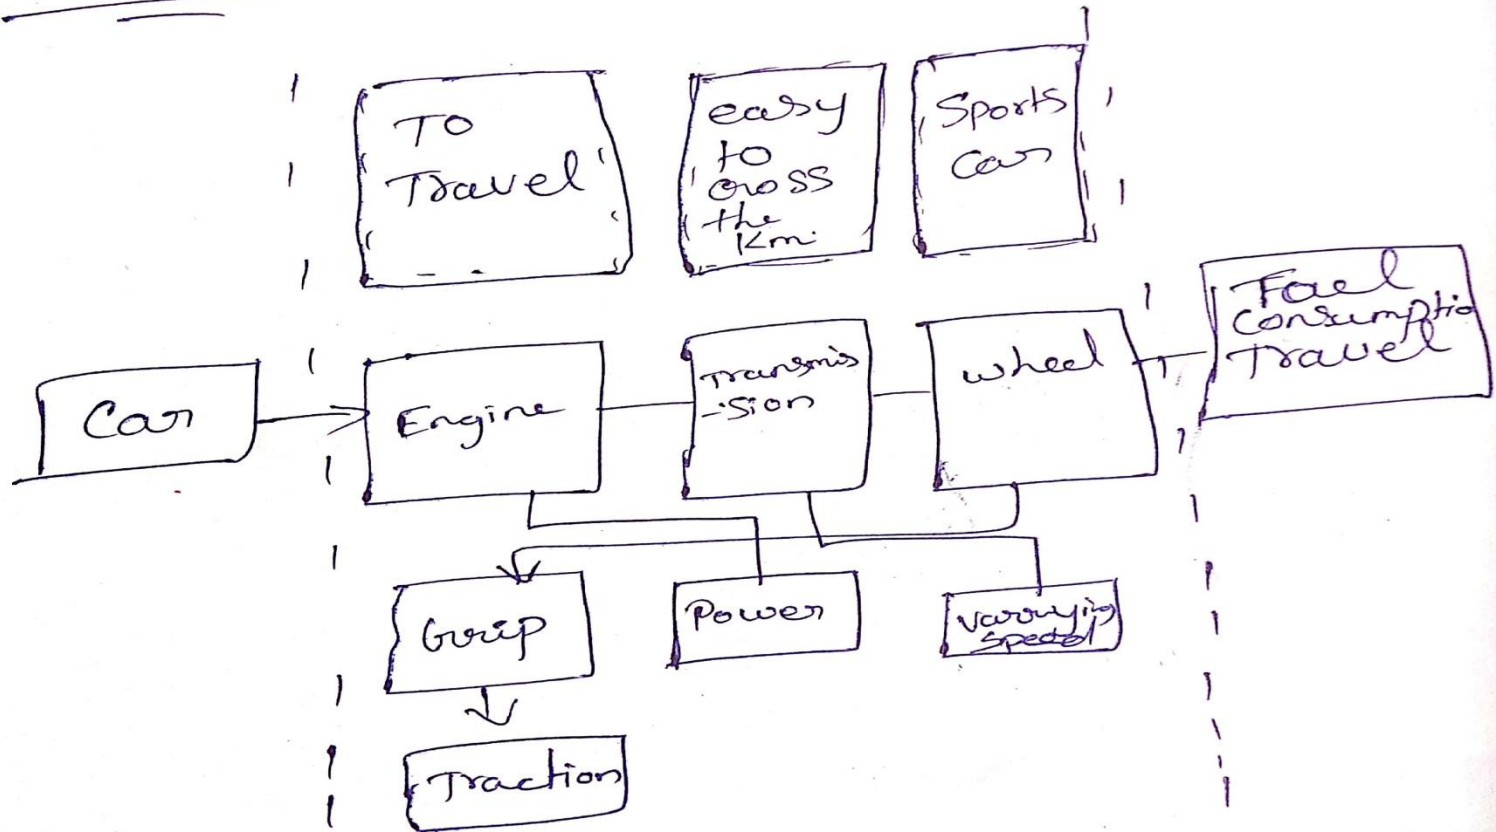 TO
Travel
easy
to
cross
the
Km.
Sports
Car
Car
Engine
Transmis
-sion
wheel
Fuel
Consumptio
Travel
Grip
Power
Varrying
Speed
Traction